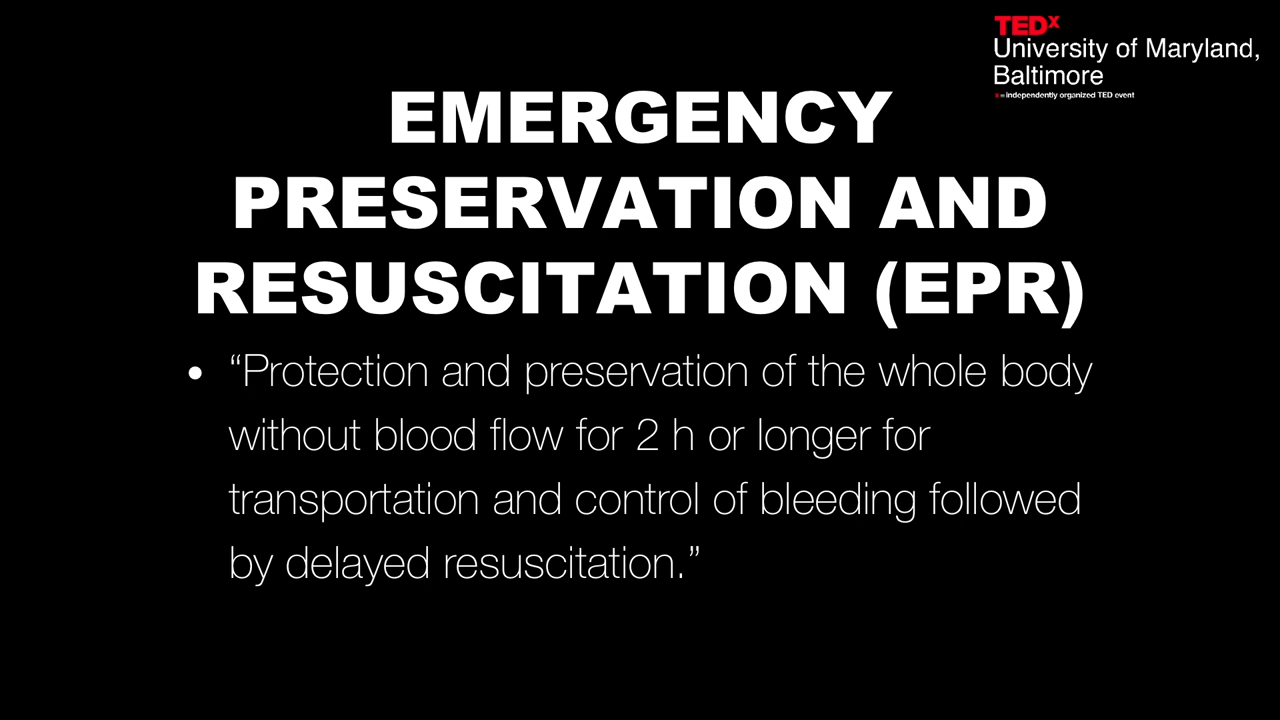 TEDx
University of Maryland,
Baltimore
x = independently organized TED event
EMERGENCY
PRESERVATION AND
RESUSCITATION (EPR)
• “Protection and preservation of the whole body
without blood flow for 2 h or longer for
transportation and control of bleeding followed
by delayed resuscitation.”